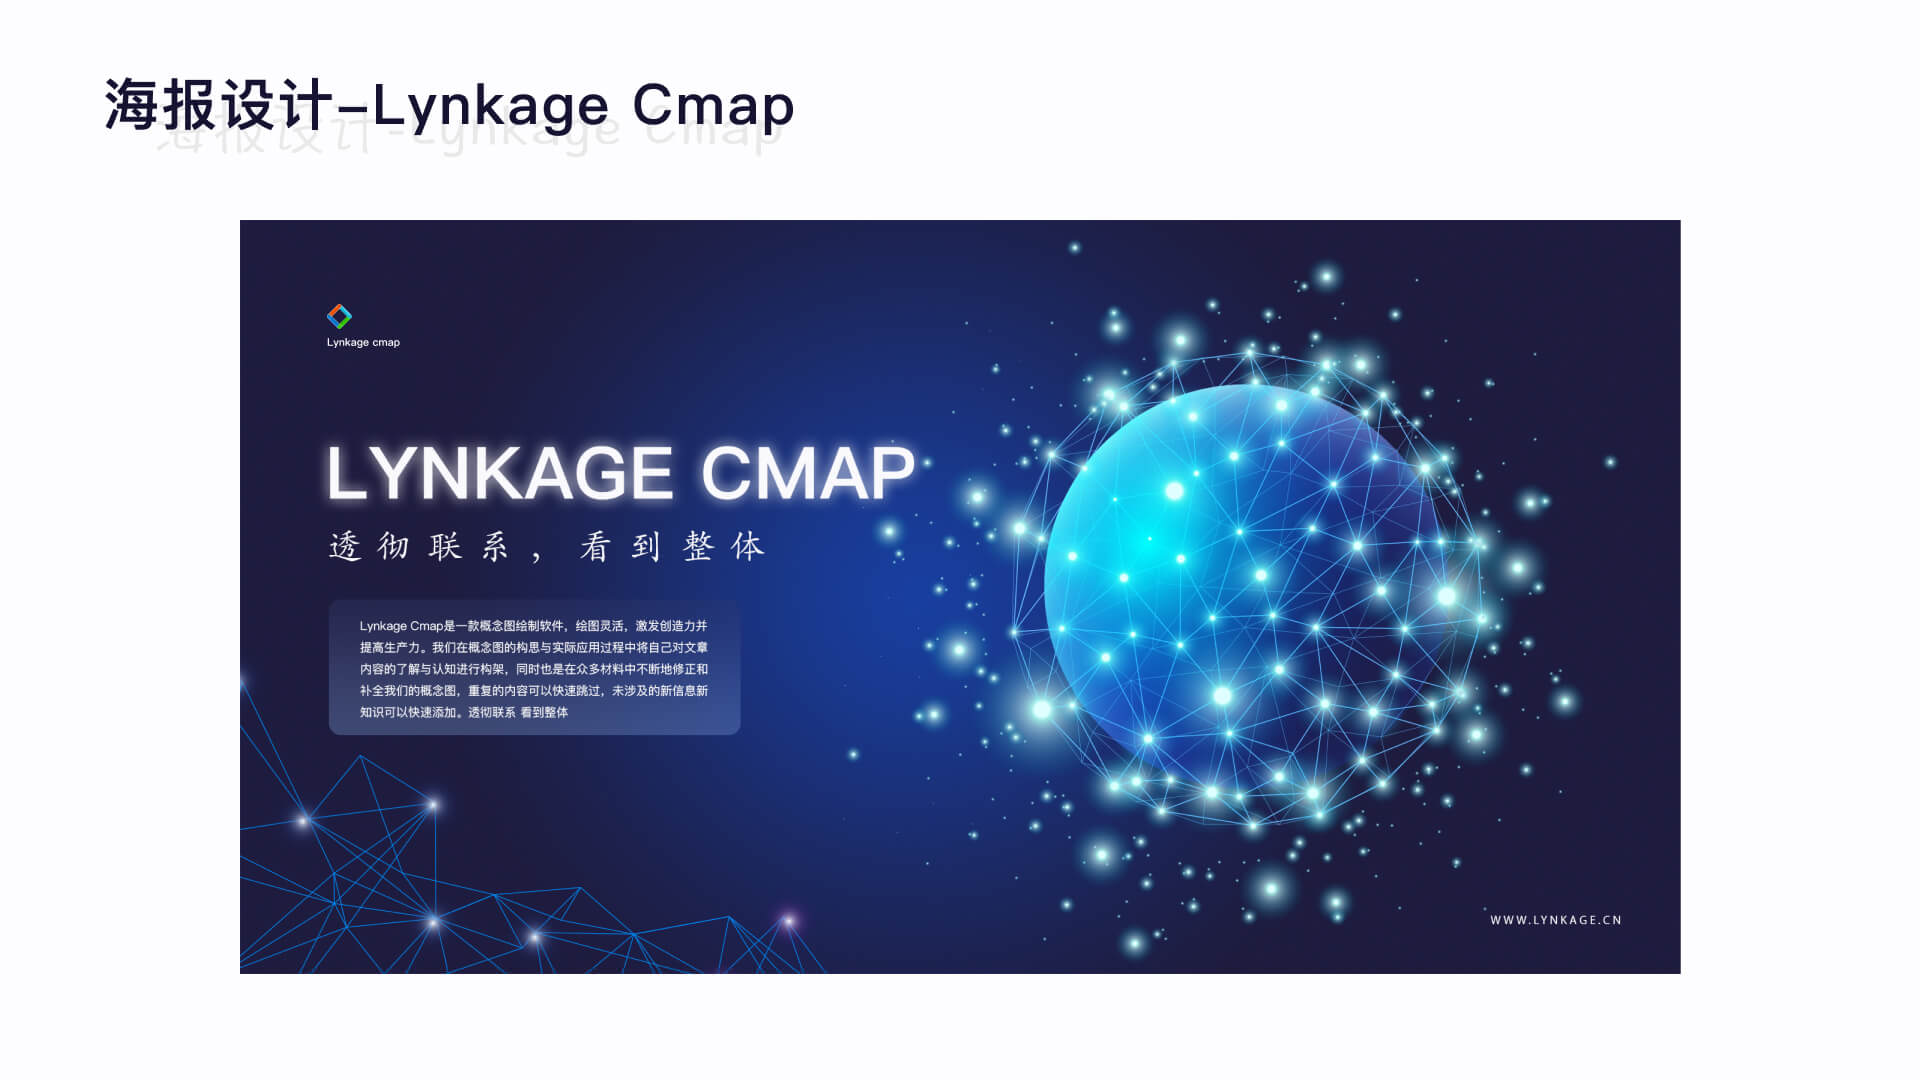 海报设计-Lynkage Cmap
海报设计-Lynkage Cmap
Lynkage cmap
LYNKAGE CMAP
透彻联系，看到整体
Lynkage Cmap是一款概念图绘制软件，绘图灵活，激发创造力并
提高生产力。我们在概念图的构思与实际应用过程中将自己对文章
内容的了解与认知进行构架，同时也是在众多材料中不断地修正和
补全我们的概念图，重复的内容可以快速跳过，未涉及的新信息新
知识可以快速添加。透彻联系 看到整体
WWW.LYNKAGE.CN